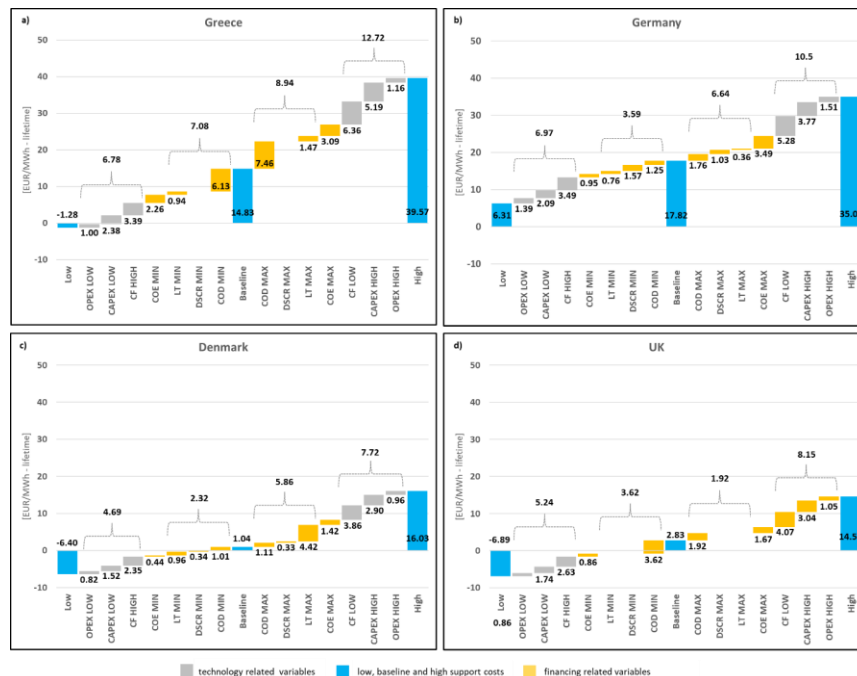 a) Greece
[EUR/MWh - lifetime]
50
40
30
20
10
0
-10
-1.28
1.00
2.38
3.39
2.26
0.94
6.13
14.83
7.46
1.47
3.09
6.36
5.19
1.16
39.57
6.78
7.08
8.94
12.72
Low
OPEX LOW
CAPEX LOW
CF HIGH
COE MIN
LT MIN
DSCR MIN
COD MIN
Baseline
COD MAX
DSCR MAX
LT MAX
COE MAX
CF LOW
CAPEX HIGH
OPEX HIGH
High
b) Germany
[EUR/MWh - lifetime]
50
40
30
20
10
0
-10
6.31
1.39
2.09
3.49
0.95
0.76
1.57
1.25
17.82
1.76
1.03
0.36
3.49
5.28
3.77
1.51
35.0
6.97
3.59
6.64
10.5
Low
OPEX LOW
CAPEX LOW
CF HIGH
COE MIN
LT MIN
DSCR MIN
COD MIN
Baseline
COD MAX
DSCR MAX
LT MAX
COE MAX
CF LOW
CAPEX HIGH
OPEX HIGH
High
c) Denmark
[EUR/MWh - lifetime]
50
40
30
20
10
0
-10
-6.40
0.82
1.52
2.35
0.44
0.96
0.34
1.01
1.04
1.11
0.33
4.42
1.42
3.86
2.90
0.96
16.03
4.69
2.32
5.86
7.72
Low
OPEX LOW
CAPEX LOW
CF HIGH
COE MIN
LT MIN
DSCR MIN
COD MIN
Baseline
COD MAX
DSCR MAX
LT MAX
COE MAX
CF LOW
CAPEX HIGH
OPEX HIGH
High
d) UK
[EUR/MWh - lifetime]
50
40
30
20
10
0
-10
-6.89
1.74
2.63
0.86
3.62
2.83
1.92
1.67
4.07
3.04
1.05
14.5
5.24
3.62
1.92
8.15
Low
OPEX LOW
CAPEX LOW
CF HIGH
COE MIN
LT MIN
DSCR MIN
COD MIN
Baseline
COD MAX
DSCR MAX
LT MAX
COE MAX
CF LOW
CAPEX HIGH
OPEX HIGH
High
0.86
technology related variables
low, baseline and high support costs
financing related variables